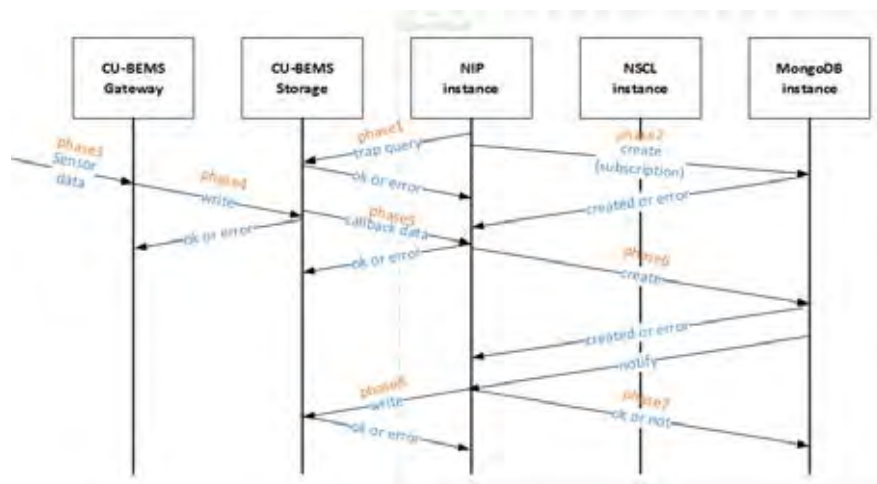 CU-BEMS
Gateway
CU-BEMS
Storage
NIP
instance
NSCL
instance
MongoDB
instance
phase1
trap query
phase2
create
(subscription)
phase3
Sensor
data
ok or error
phase4
write
created or error
phase5
callback data
ok or error
ok or error
phase6
create
created or error
notify
phase8
write
phase7
ok or not
ok or error